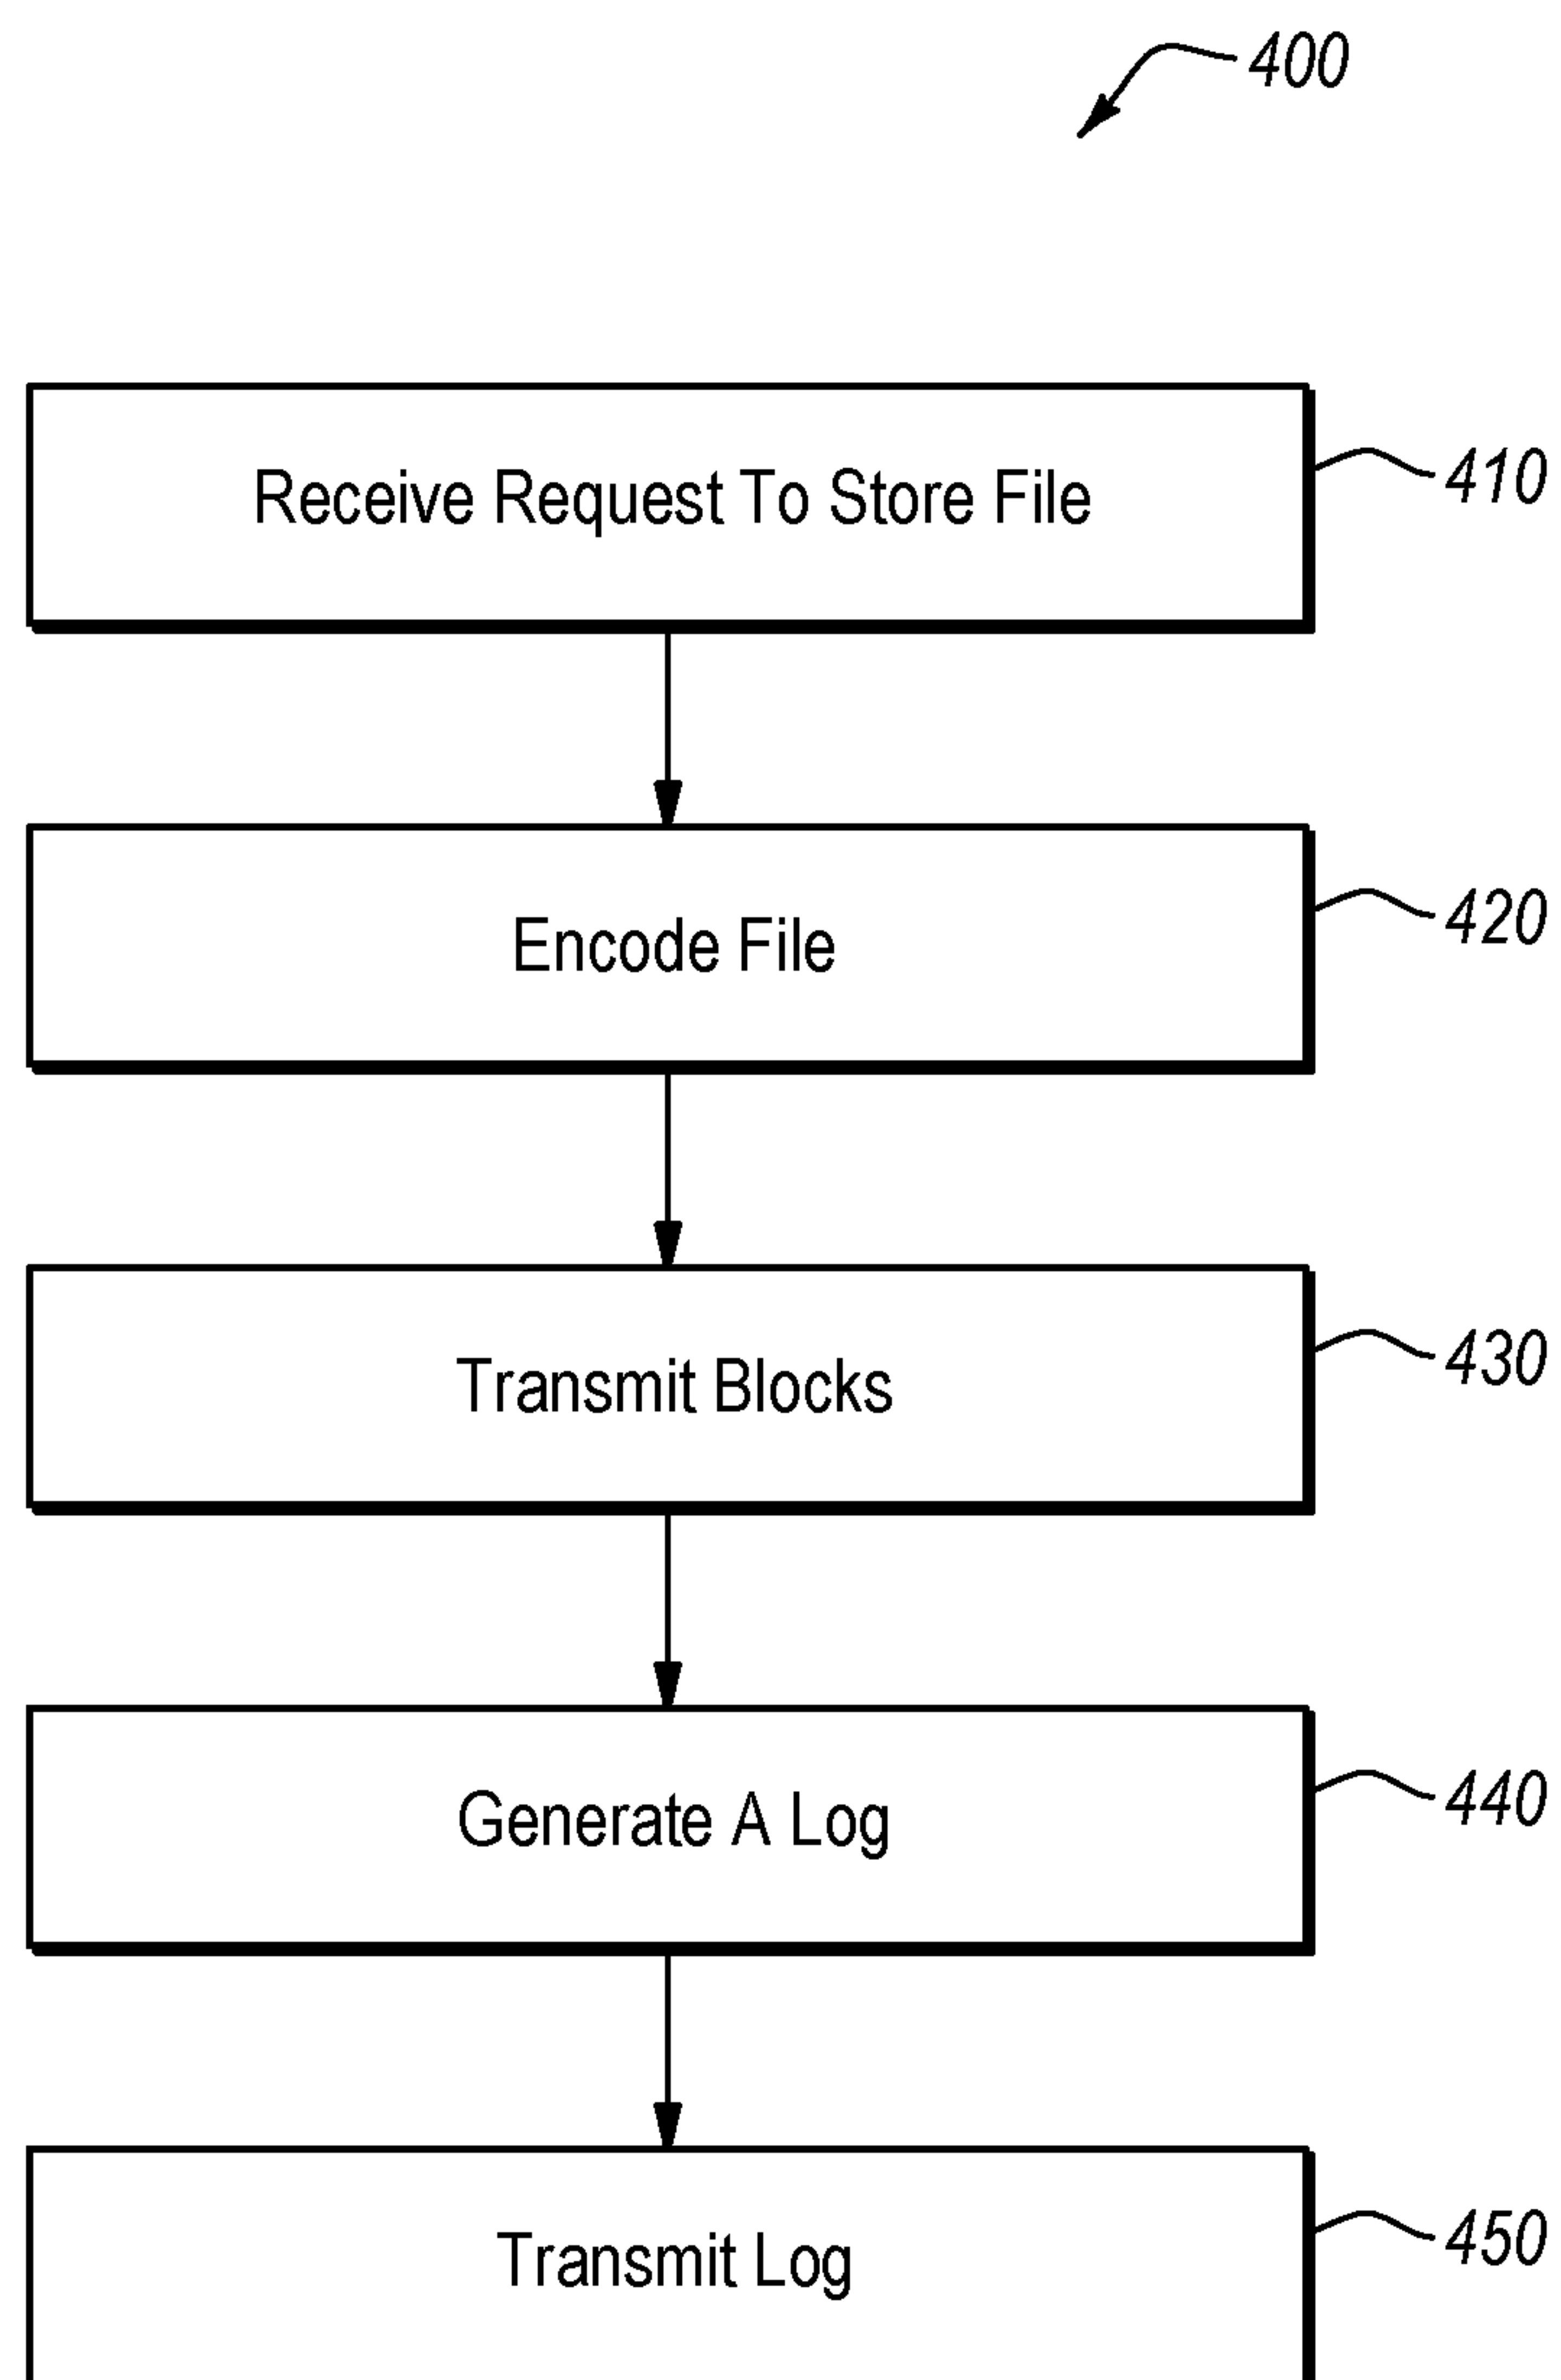 400
Receive Request To Store File
410
Encode File
420
Transmit Blocks
430
Generate A Log
440
Transmit Log
450